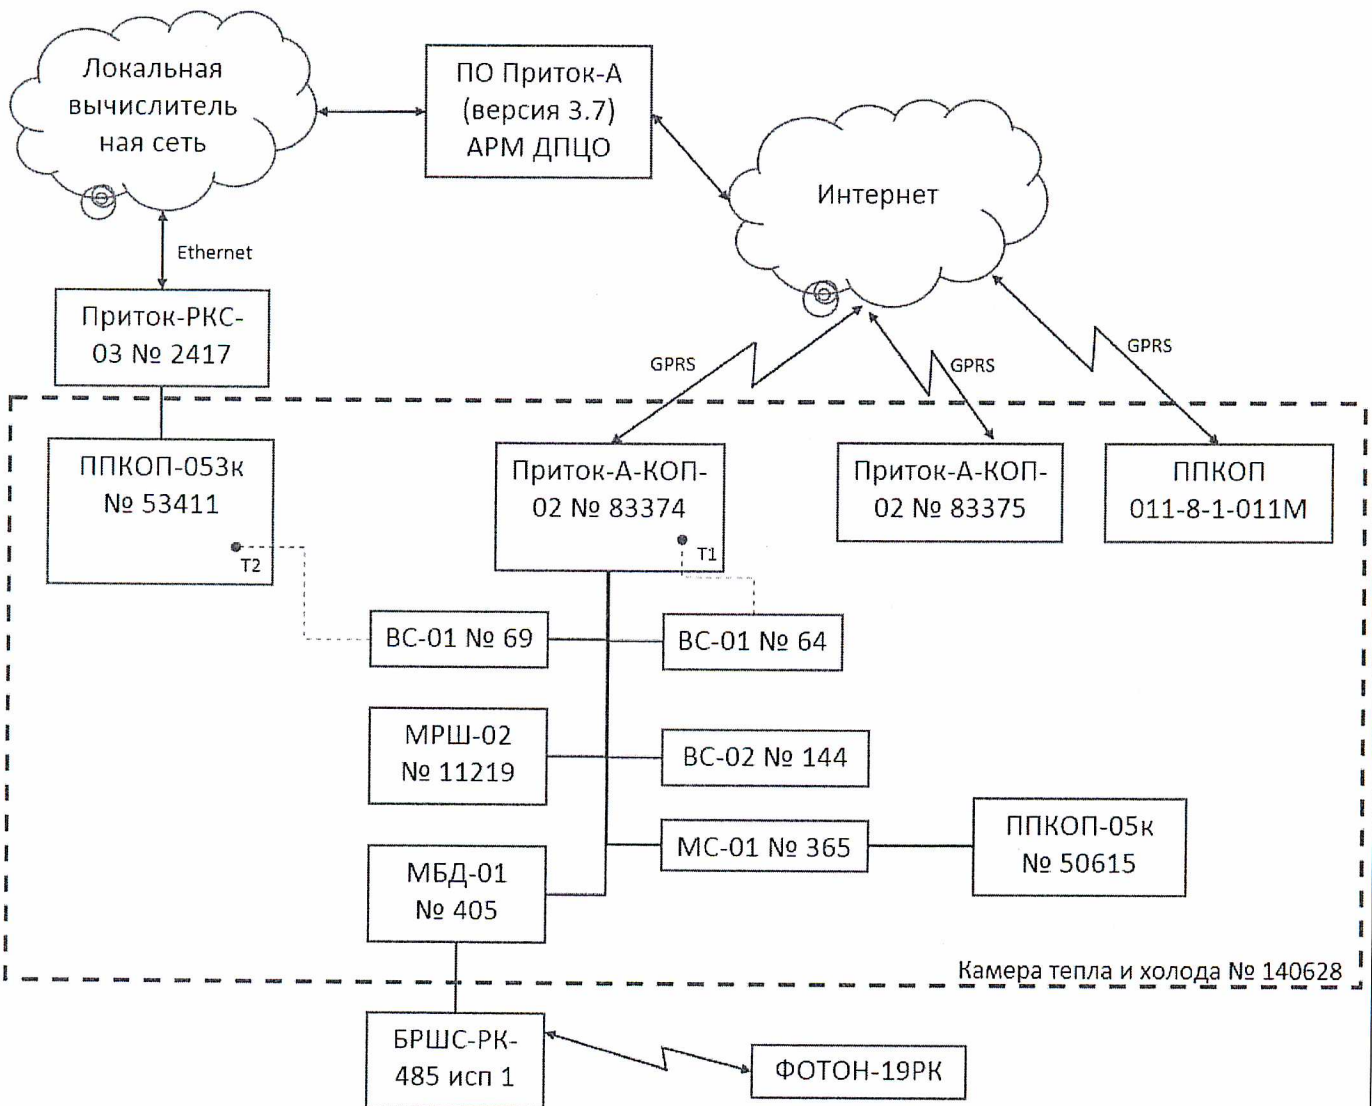 Локальная
вычислитель
ная сеть
ПО Приток-А
(версия 3.7)
АРМ ДПЦО
Интернет
Ethernet
Приток-РКС-
03 № 2417
GPRS
GPRS
GPRS
ППКОП-053к
№ 53411
T2
Приток-А-КОП-
02 № 83374
T1
Приток-А-КОП-
02 № 83375
ППКОП
011-8-1-011М
ВС-01 № 69
ВС-01 № 64
МРШ-02
№ 11219
ВС-02 № 144
МС-01 № 365
ППКОП-05к
№ 50615
МБД-01
№ 405
Камера тепла и холода № 140628
БРШС-РК-
485 исп 1
ФОТОН-19РК